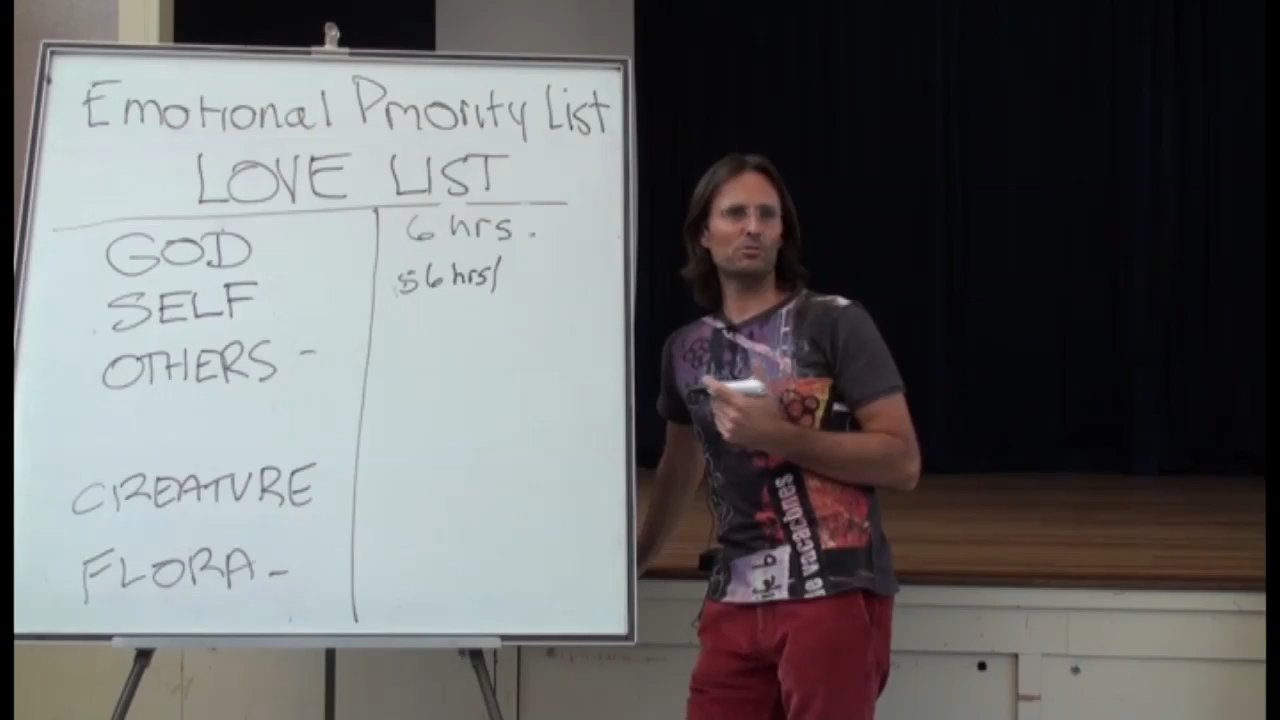 Emotional Priority List
LOVE LIST
GOD 6 hrs.
SELF 56 hrs/
OTHERS -
CREATURE
FLORA -